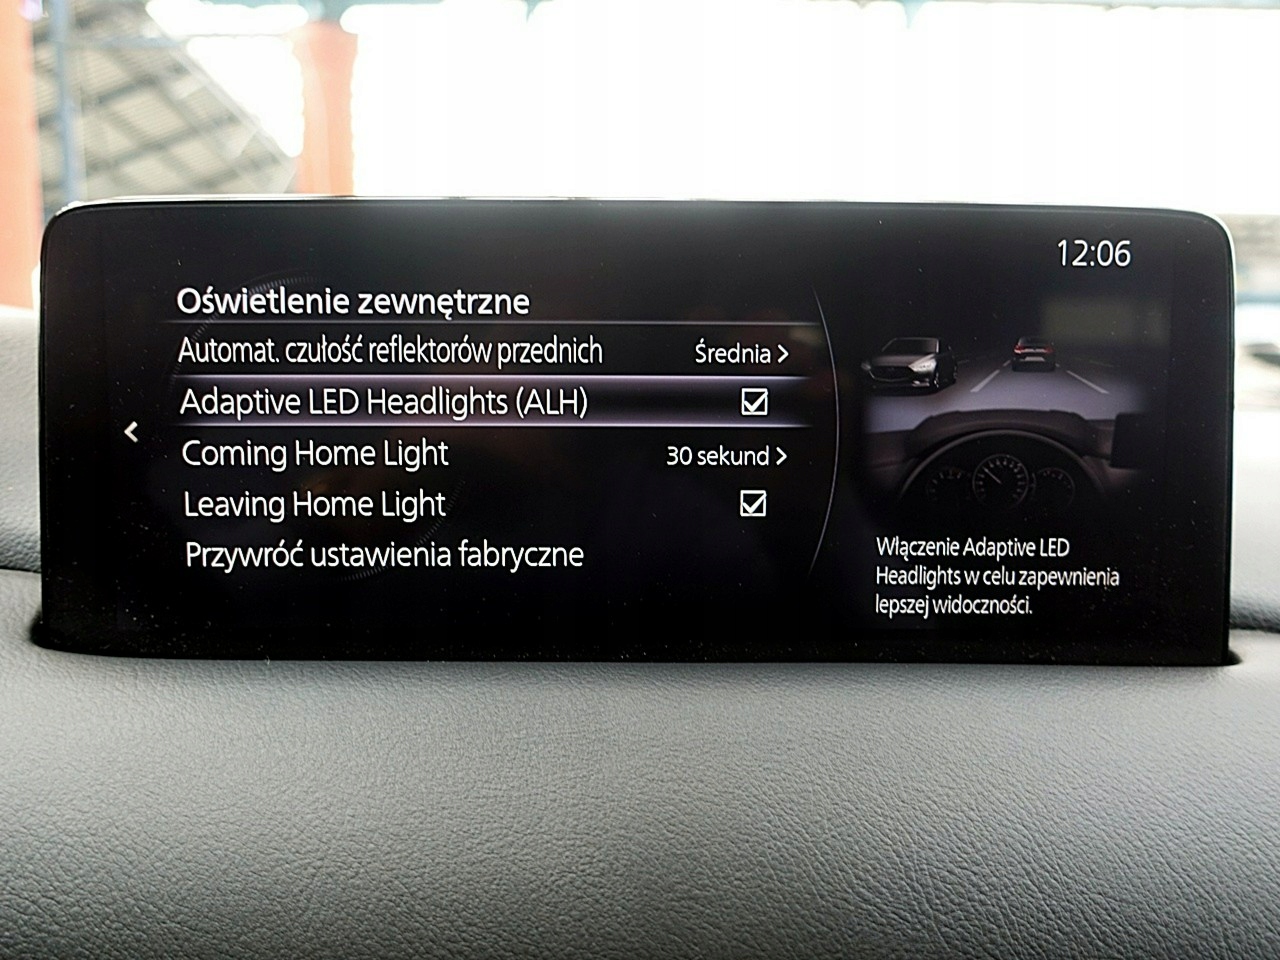 12:06
Oświetlenie zewnętrzne
Automat. czułość reflektorów przednich Średnia >
Adaptive LED Headlights (ALH)
Coming Home Light 30 sekund >
Leaving Home Light
Przywróć ustawienia fabryczne
Włączenie Adaptive LED
Headlights w celu zapewnienia
lepszej widoczności.